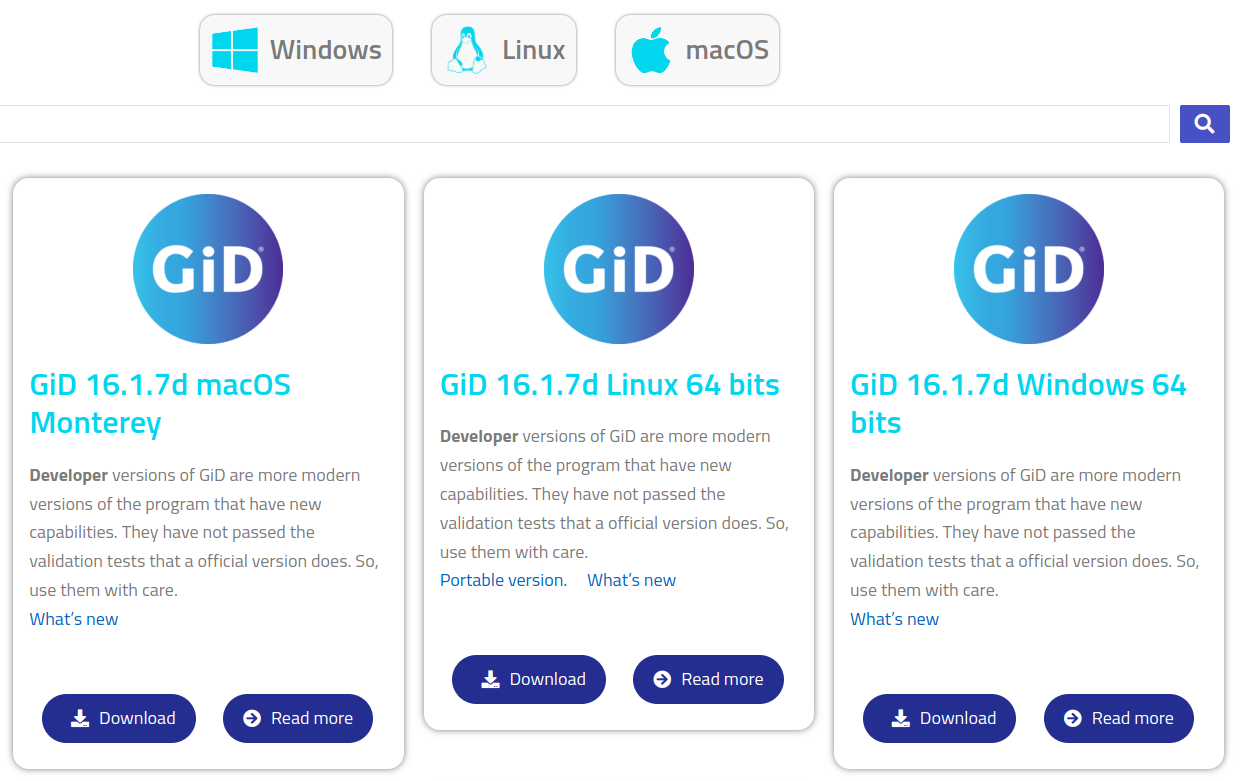 Windows
Linux
macOS
GiD®
GiD 16.1.7d macOS
Monterey
Developer versions of GiD are more modern
versions of the program that have new
capabilities. They have not passed the
validation tests that a official version does. So,
use them with care.
What's new
Download
Read more
GiD®
GiD 16.1.7d Linux 64 bits
Developer versions of GiD are more modern
versions of the program that have new
capabilities. They have not passed the
validation tests that a official version does. So,
use them with care.
Portable version. What's new
Download
Read more
GiD®
GiD 16.1.7d Windows 64
bits
Developer versions of GiD are more modern
versions of the program that have new
capabilities. They have not passed the
validation tests that a official version does. So,
use them with care.
What's new
Download
Read more